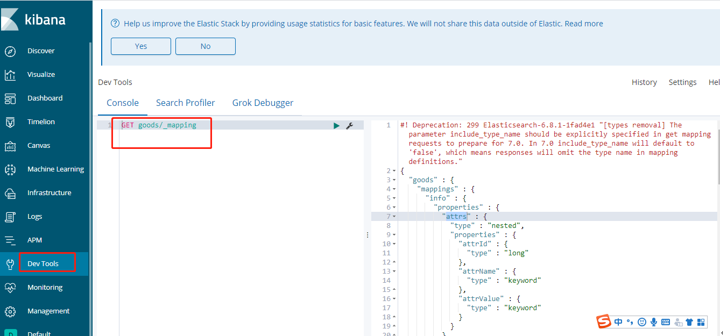 kibana
Help us improve the Elastic Stack by providing usage statistics for basic features. We will not share this data outside of Elastic. Read more
Yes
No
Discover
Visualize
Dashboard
Timelion
Canvas
Machine Learning
Infrastructure
Logs
APM
Dev Tools
Monitoring
Management
Default
Dev Tools
History
Settings
Hel
Console
Search Profiler
Grok Debugger
1 GET goods/_mapping
1 #! Deprecation: 299 Elasticsearch-6.8.1-1fad4e1 "[types removal] The
parameter include_type_name should be explicitly specified in get mapping
requests to prepare for 7.0. In 7.0 include_type_name will default to
'false', which means responses will omit the type name in mapping
definitions."
2 {
3 "goods" : {
4 "mappings" : {
5 "info" : {
6 "properties" : {
7 "attrs" : {
8 "type" : "nested",
9 "properties" : {
10 "attrId" : {
11 "type" : "long"
12 },
13 "attrName" : {
14 "type" : "keyword"
15 },
16 "attrValue" : {
17 "type" : "keyword"
18 }
19 }
20 },
S 中